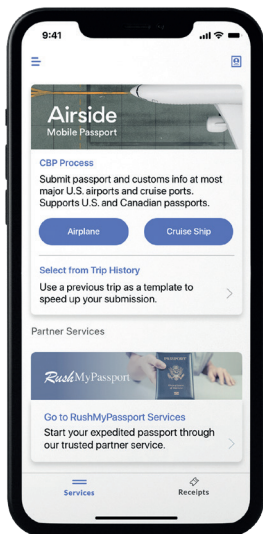 9:41
Airside
Mobile Passport
CBP Process
Submit passport and customs info at most
major U.S. airports and cruise ports.
Supports U.S. and Canadian passports.
Airplane
Cruise Ship
Select from Trip History
Use a previous trip as a template to
speed up your submission.
Partner Services
RushMyPassport
PASSPORT
Go to RushMyPassport Services
Start your expedited passport through
our trusted partner service.
Services
Receipts